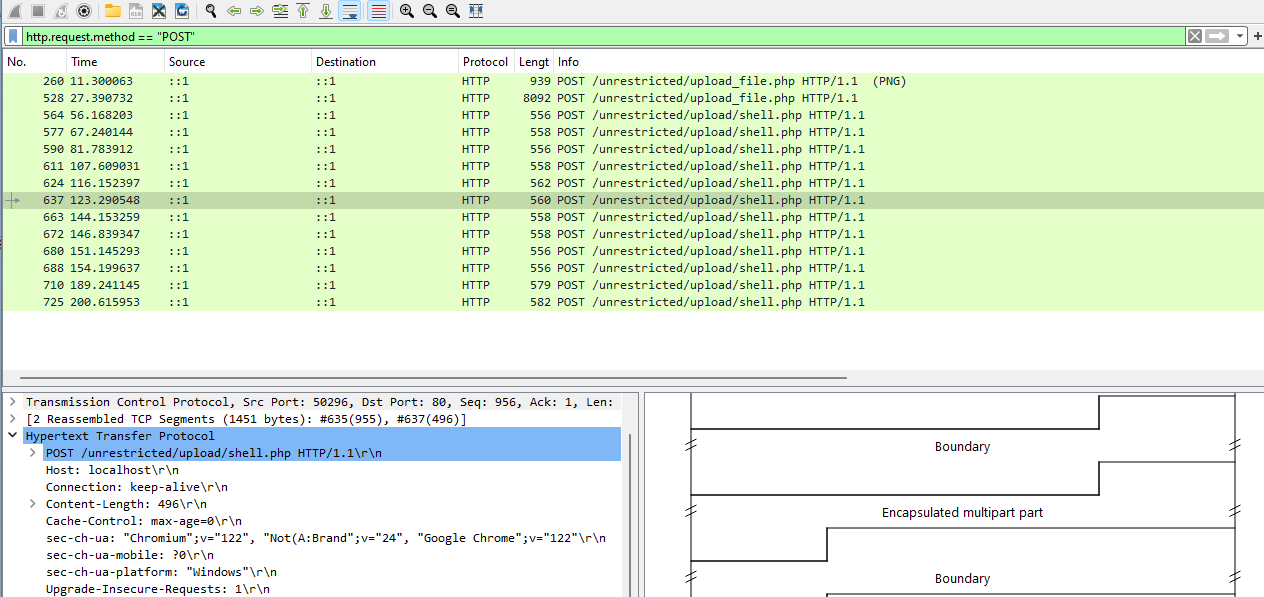 http.request.method == "POST"
No. Time Source Destination Protocol Lengt Info
260 11.300063 ::1 ::1 HTTP 939 POST /unrestricted/upload_file.php HTTP/1.1 (PNG)
528 27.390732 ::1 ::1 HTTP 8092 POST /unrestricted/upload_file.php HTTP/1.1
564 56.168203 ::1 ::1 HTTP 556 POST /unrestricted/upload/shell.php HTTP/1.1
577 67.240144 ::1 ::1 HTTP 558 POST /unrestricted/upload/shell.php HTTP/1.1
590 81.783912 ::1 ::1 HTTP 556 POST /unrestricted/upload/shell.php HTTP/1.1
611 107.609031 ::1 ::1 HTTP 558 POST /unrestricted/upload/shell.php HTTP/1.1
624 116.152397 ::1 ::1 HTTP 562 POST /unrestricted/upload/shell.php HTTP/1.1
637 123.290548 ::1 ::1 HTTP 560 POST /unrestricted/upload/shell.php HTTP/1.1
663 144.153259 ::1 ::1 HTTP 558 POST /unrestricted/upload/shell.php HTTP/1.1
672 146.839347 ::1 ::1 HTTP 558 POST /unrestricted/upload/shell.php HTTP/1.1
680 151.145293 ::1 ::1 HTTP 556 POST /unrestricted/upload/shell.php HTTP/1.1
688 154.199637 ::1 ::1 HTTP 556 POST /unrestricted/upload/shell.php HTTP/1.1
710 189.241145 ::1 ::1 HTTP 579 POST /unrestricted/upload/shell.php HTTP/1.1
725 200.615953 ::1 ::1 HTTP 582 POST /unrestricted/upload/shell.php HTTP/1.1
Transmission Control Protocol, Src Port: 50296, Dst Port: 80, Seq: 956, Ack: 1, Len:
[2 Reassembled TCP Segments (1451 bytes): #635(955), #637(496)]
Hypertext Transfer Protocol
POST /unrestricted/upload/shell.php HTTP/1.1\r\n
Host: localhost\r\n
Connection: keep-alive\r\n
Content-Length: 496\r\n
Cache-Control: max-age=0\r\n
sec-ch-ua: "Chromium";v="122", "Not(A:Brand";v="24", "Google Chrome";v="122"\r\n
sec-ch-ua-mobile: ?0\r\n
sec-ch-ua-platform: "Windows"\r\n
Upgrade-Insecure-Requests: 1\r\n
Boundary
Encapsulated multipart part
Boundary